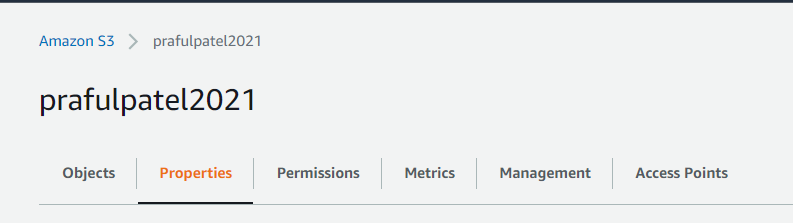 Amazon S3 > prafulpatel2021
prafulpatel2021
Objects Properties Permissions Metrics Management Access Points